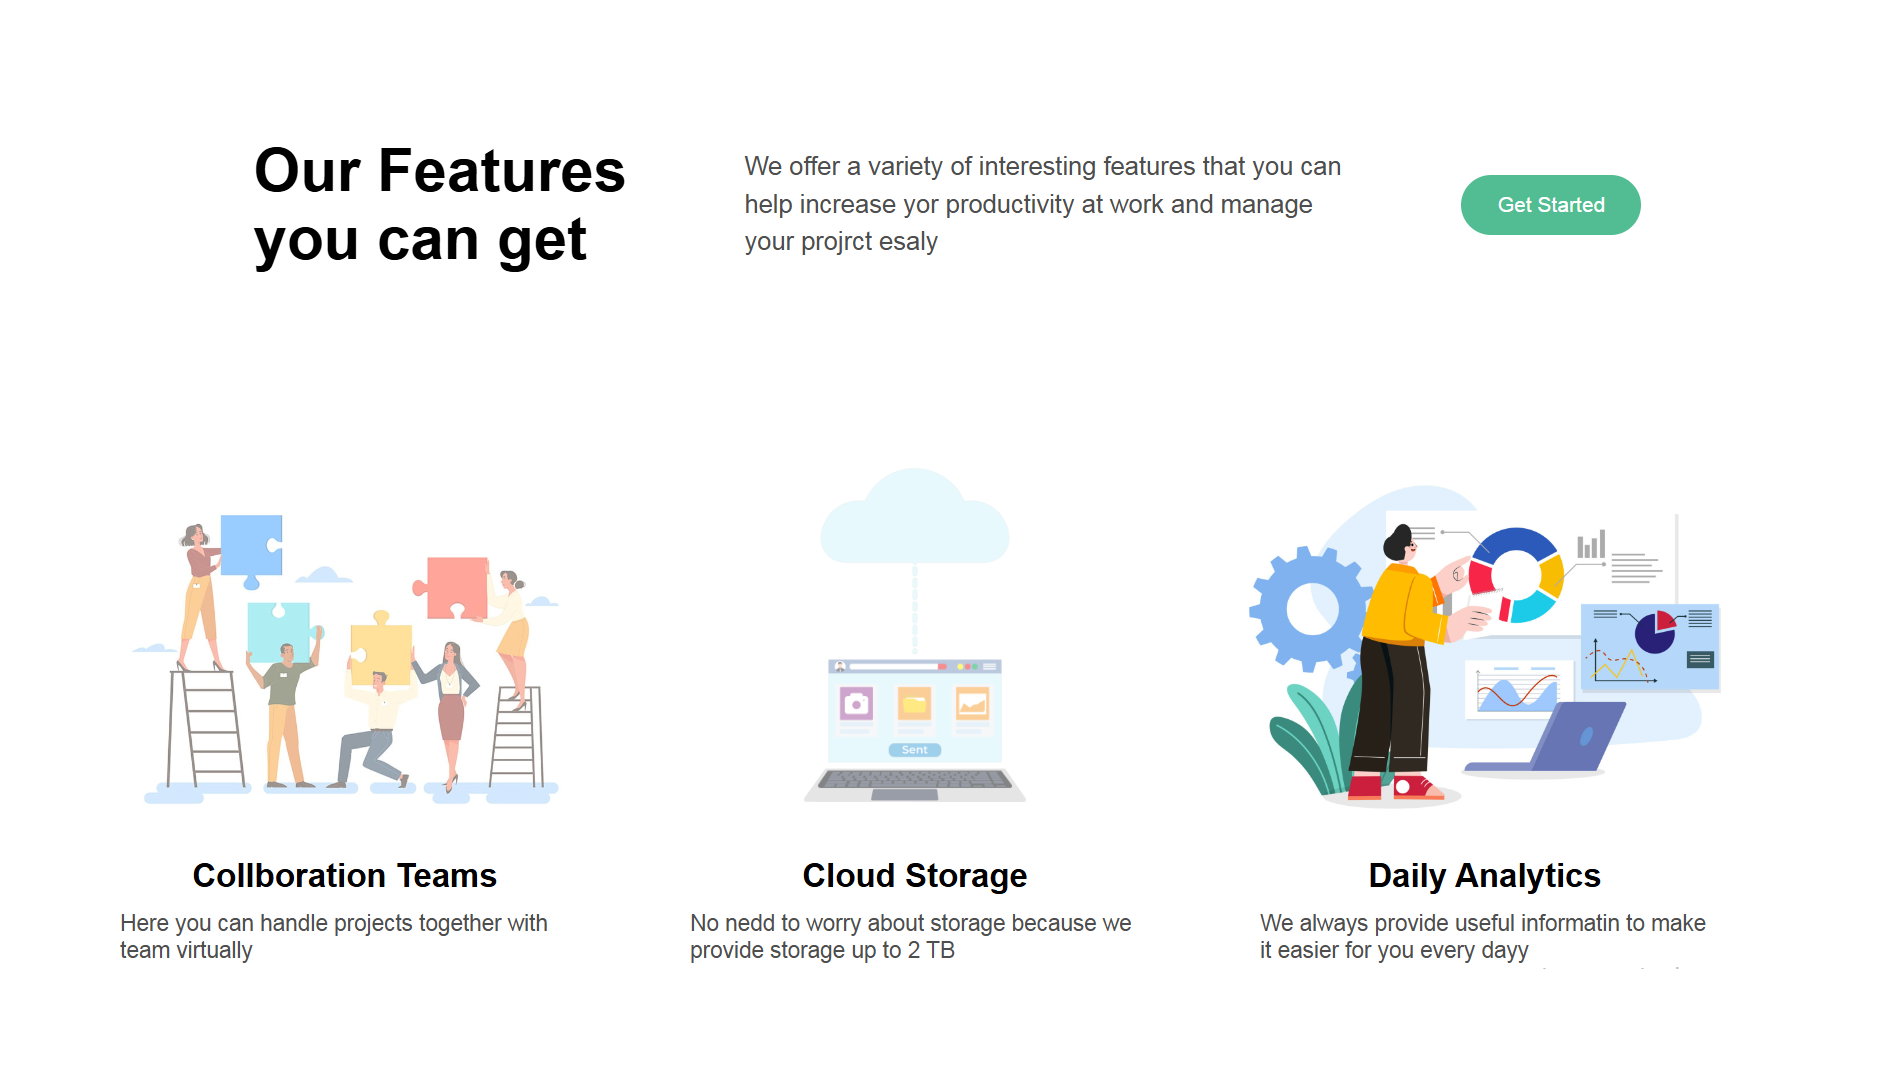 Our Features
you can get
We offer a variety of interesting features that you can
help increase yor productivity at work and manage
your projrct esaly
Get Started
Sent
Collboration Teams
Here you can handle projects together with
team virtually
Cloud Storage
No nedd to worry about storage because we
provide storage up to 2 TB
Daily Analytics
We always provide useful informatin to make
it easier for you every dayy